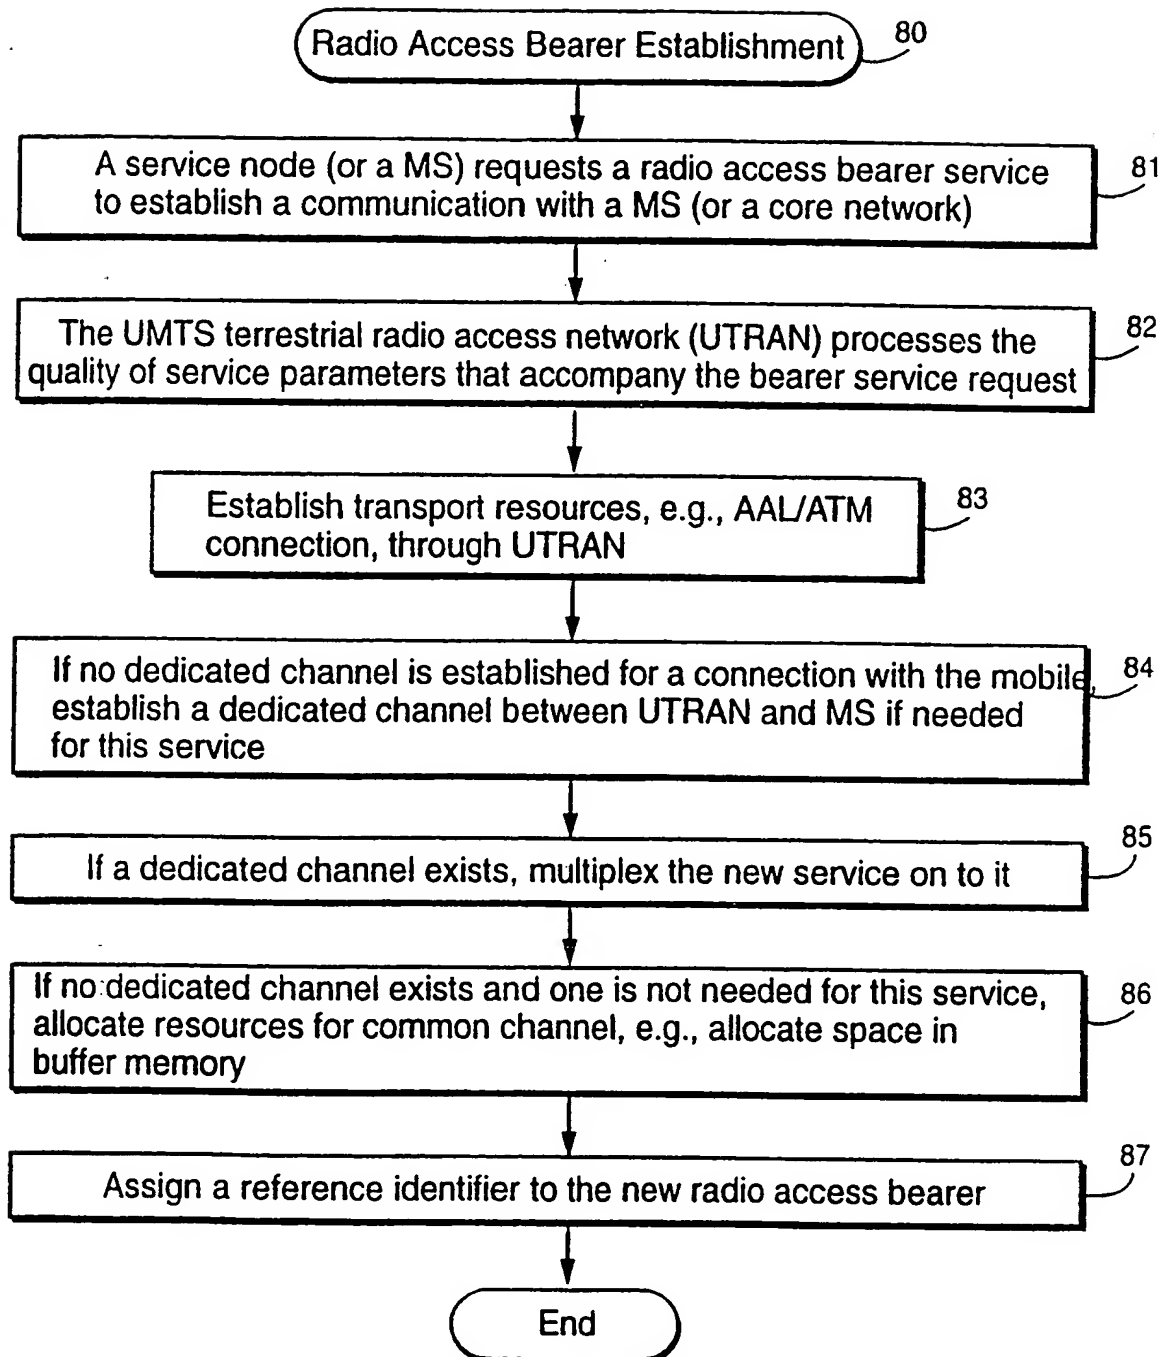 Radio Access Bearer Establishment
80
A service node (or a MS) requests a radio access bearer service
to establish a communication with a MS (or a core network)
81
The UMTS terrestrial radio access network (UTRAN) processes the
quality of service parameters that accompany the bearer service request
82
Establish transport resources, e.g., AAL/ATM
connection, through UTRAN
83
If no dedicated channel is established for a connection with the mobile,
establish a dedicated channel between UTRAN and MS if needed
for this service
84
If a dedicated channel exists, multiplex the new service on to it
85
If no dedicated channel exists and one is not needed for this service,
allocate resources for common channel, e.g., allocate space in
buffer memory
86
Assign a reference identifier to the new radio access bearer
87
End